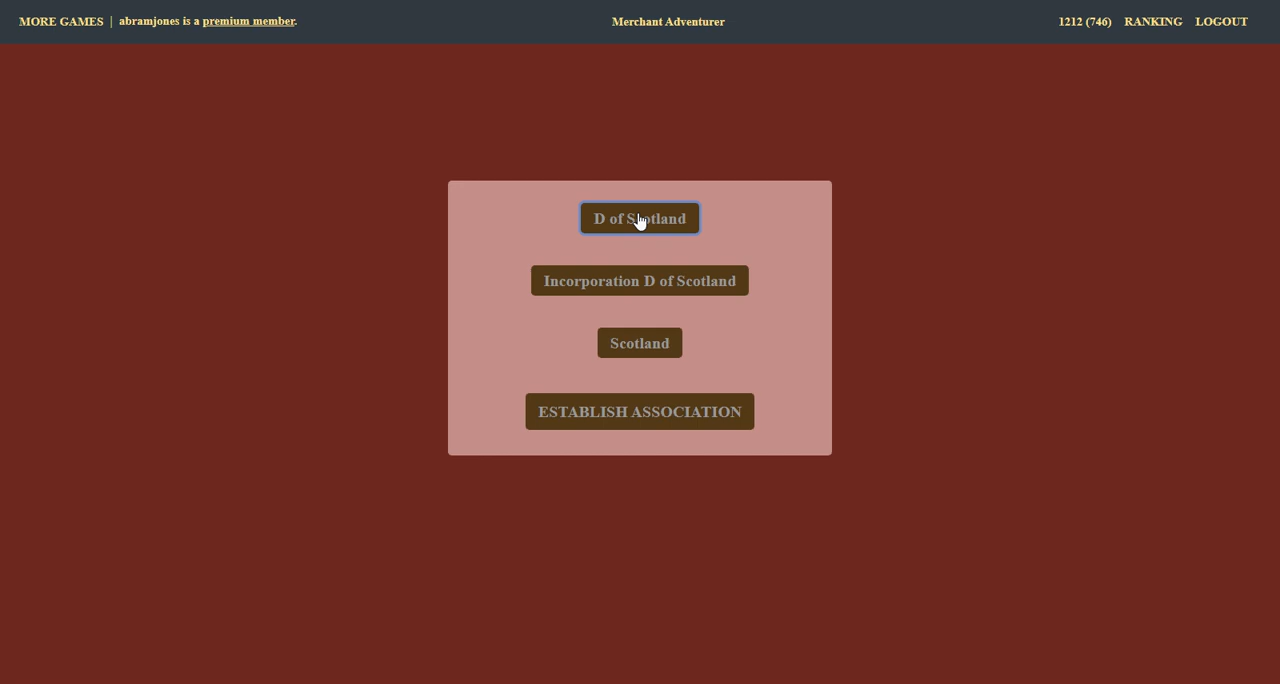 MORE GAMES | abramjones is a premium member.
Merchant Adventurer
1212 (746) RANKING LOGOUT
D of Scotland
Incorporation D of Scotland
Scotland
ESTABLISH ASSOCIATION